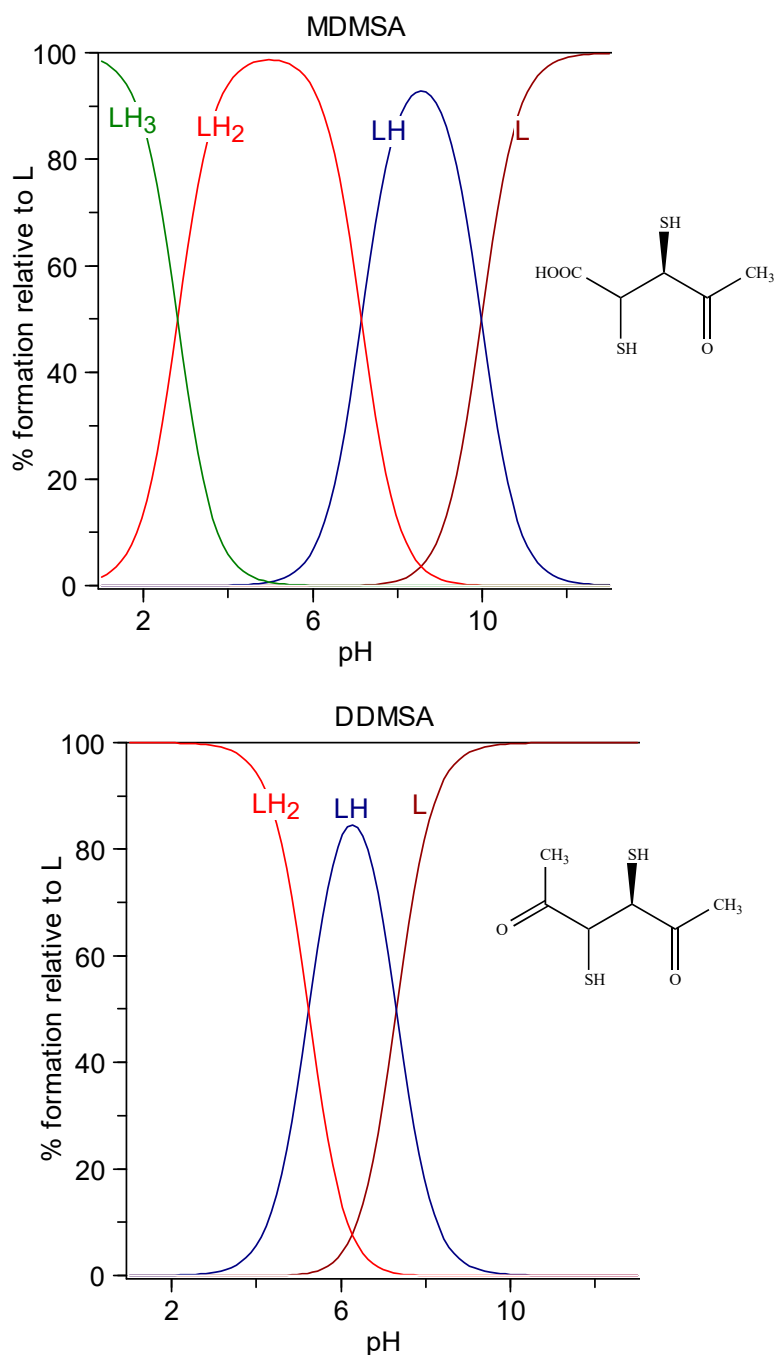 MDMSA
100
80
60
40
20
0
% formation relative to L
LH3
LH2
LH
L
2
6
10
pH
SH
HOOC
CH3
SH
O
DDMSA
100
80
60
40
20
0
% formation relative to L
LH2
LH
L
2
6
10
pH
CH3
SH
CH3
O
SH
O